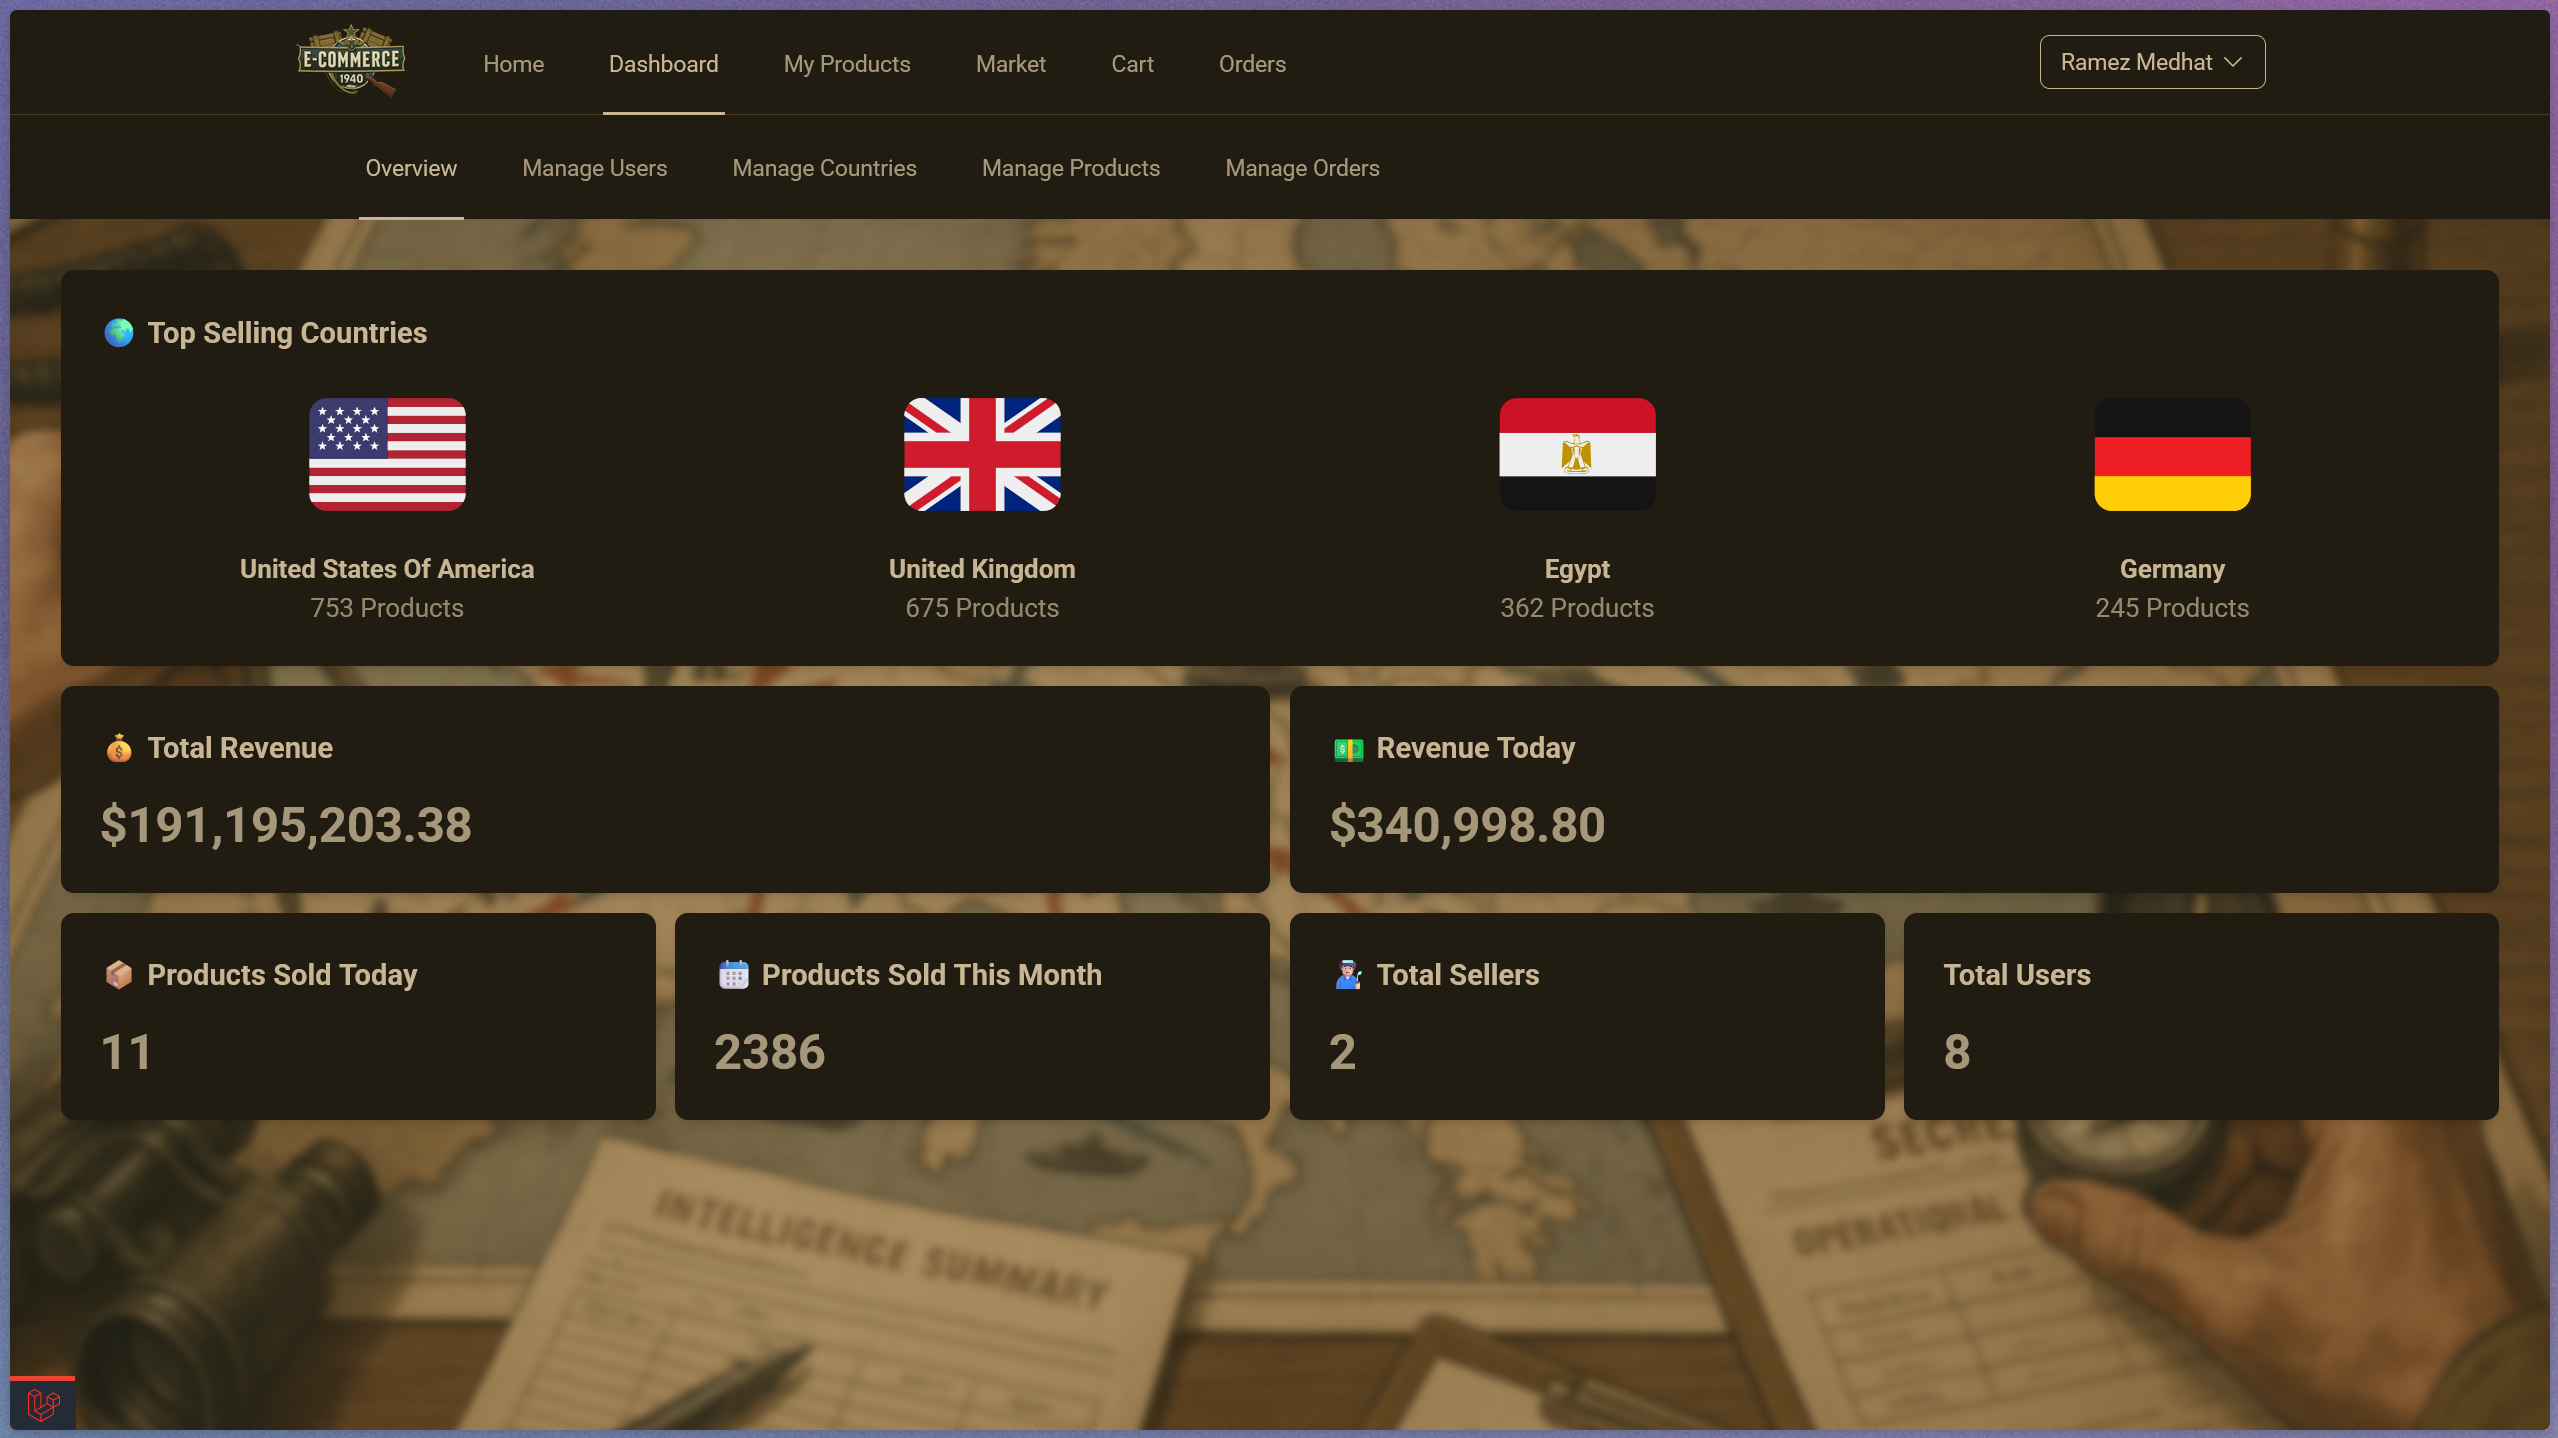 E-COMMERCE
1940
Home
Dashboard
My Products
Market
Cart
Orders
Ramez Medhat
Overview
Manage Users
Manage Countries
Manage Products
Manage Orders
Top Selling Countries
United States Of America
753 Products
United Kingdom
675 Products
Egypt
362 Products
Germany
245 Products
Total Revenue
$191,195,203.38
Revenue Today
$340,998.80
Products Sold Today
11
Products Sold This Month
2386
Total Sellers
2
Total Users
8
INTELLIGENCE SUMMARY
OPERATIONAL